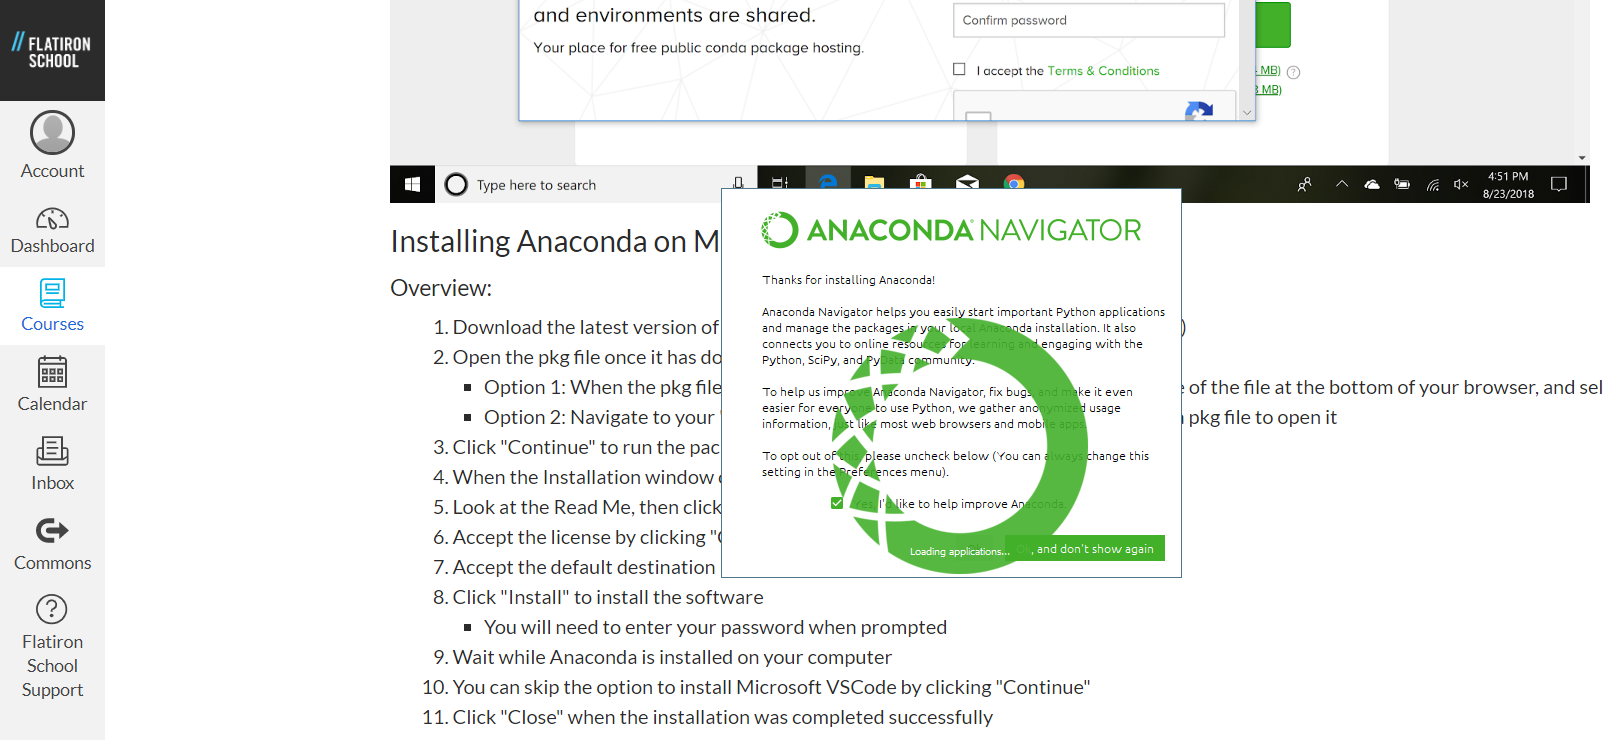 and environments are shared.
Your place for free public conda package hosting.
Confirm password
I accept the Terms & Conditions
MB)
MB)
FLATIRON
SCHOOL
Account
Dashboard
Courses
Calendar
Inbox
Commons
Flatiron
School
Support
Type here to search
4:51 PM
8/23/2018
Installing Anaconda on M
Overview:
1. Download the latest version of )
2. Open the pkg file once it has do
Option 1: When the pkg file e of the file at the bottom of your browser, and sel
Option 2: Navigate to your " pkg file to open it
3. Click "Continue" to run the pac
4. When the Installation window
5. Look at the Read Me, then click
6. Accept the license by clicking "
7. Accept the default destination
8. Click "Install" to install the software
You will need to enter your password when prompted
9. Wait while Anaconda is installed on your computer
10. You can skip the option to install Microsoft VSCode by clicking "Continue"
11. Click "Close" when the installation was completed successfully
ANACONDA NAVIGATOR
Thanks for installing Anaconda!
Anaconda Navigator helps you easily start important Python applications
and manage the packages in your local Anaconda installation. It also
connects you to online resources for learning and engaging with the
Python, SciPy, and PyData community.
To help us improve Anaconda Navigator, fix bugs, and make it even
easier for everyone to use Python, we gather anonymized usage
information, just like most web browsers and mobile apps.
To opt out of this, please uncheck below (You can always change this
setting in the Preferences menu).
Yes, I'd like to help improve Anaconda.
Loading applications...
Ok, and don't show again